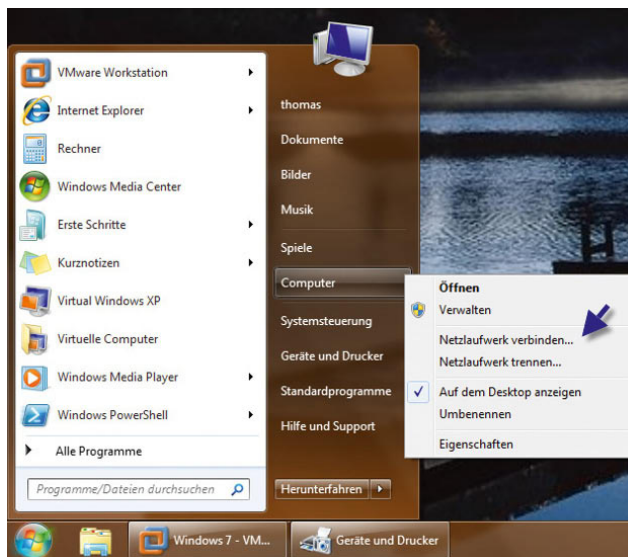 VMware Workstation
Internet Explorer
Rechner
Windows Media Center
Erste Schritte
Kurznotizen
Virtual Windows XP
Virtuelle Computer
Windows Media Player
Windows PowerShell
Alle Programme
Programme/Dateien durchsuchen
thomas
Dokumente
Bilder
Musik
Spiele
Computer
Systemsteuerung
Geräte und Drucker
Standardprogramme
Hilfe und Support
Herunterfahren
Öffnen
Verwalten
Netzlaufwerk verbinden...
Netzlaufwerk trennen...
Auf dem Desktop anzeigen
Umbenennen
Eigenschaften
Windows 7 - VM...
Geräte und Drucker